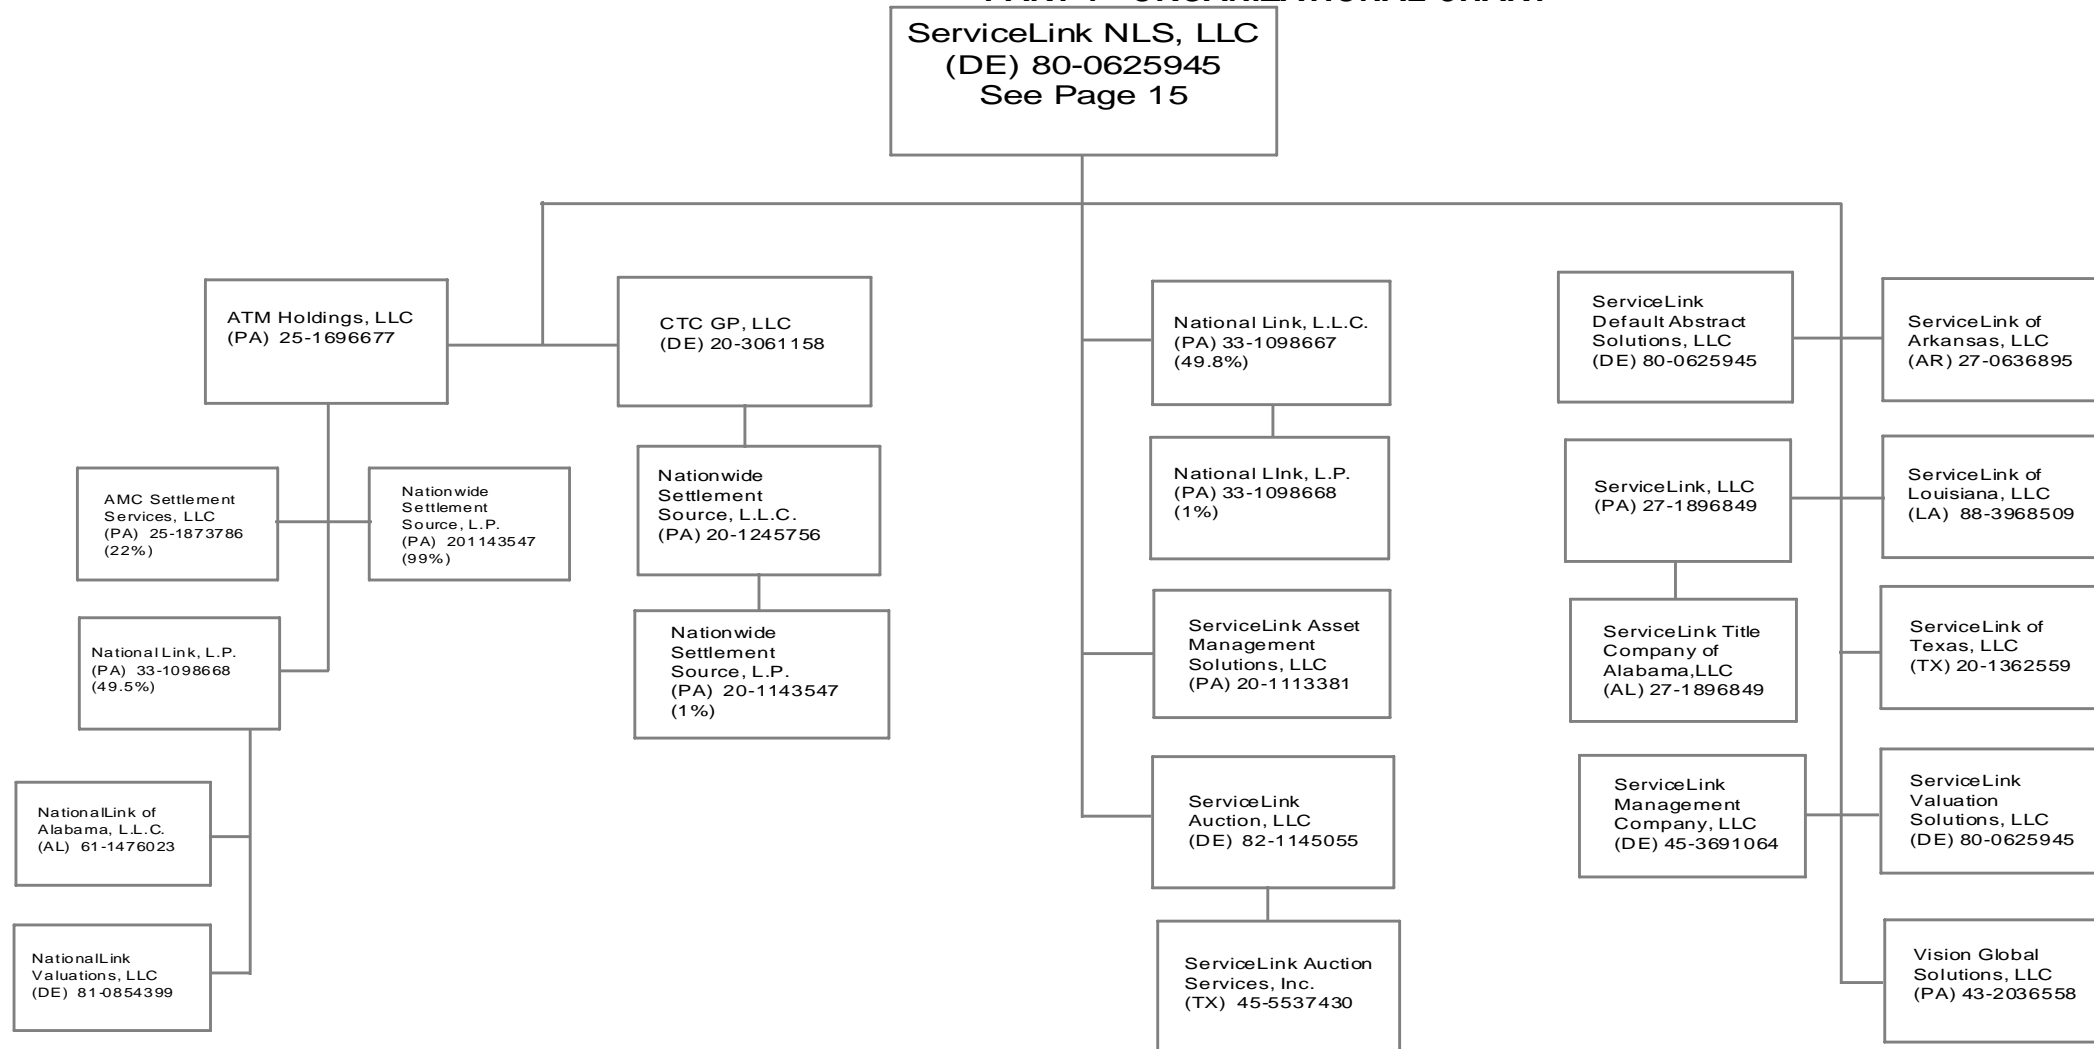 PART 1 - ORGANIZATIONAL CHART
ServiceLink NLS, LLC
(DE) 80-0625945
See Page 15
ATM Holdings, LLC
(PA) 25-1696677
CTC GP, LLC
(DE) 20-3061158
National Link, L.L.C.
(PA) 33-1098667
(49.8%)
ServiceLink
Default Abstract
Solutions, LLC
(DE) 80-0625945
ServiceLink of
Arkansas, LLC
(AR) 27-0636895
AMC Settlement
Services, LLC
(PA) 25-1873786
(22%)
Nationwide
Settlement
Source, L.P.
(PA) 201143547
(99%)
Nationwide
Settlement
Source, L.L.C.
(PA) 20-1245756
National LInk, L.P.
(PA) 33-1098668
(1%)
ServiceLink, LLC
(PA) 27-1896849
ServiceLink of
Louisiana, LLC
(LA) 88-3968509
National Link, L.P.
(PA) 33-1098668
(49.5%)
Nationwide
Settlement
Source, L.P.
(PA) 20-1143547
(1%)
ServiceLink Asset
Management
Solutions, LLC
(PA) 20-1113381
ServiceLink Title
Company of
Alabama,LLC
(AL) 27-1896849
ServiceLink of
Texas, LLC
(TX) 20-1362559
NationalLink of
Alabama, L.L.C.
(AL) 61-1476023
ServiceLink
Auction, LLC
(DE) 82-1145055
ServiceLink
Management
Company, LLC
(DE) 45-3691064
ServiceLink
Valuation
Solutions, LLC
(DE) 80-0625945
NationalLink
Valuations, LLC
(DE) 81-0854399
ServiceLink Auction
Services, Inc.
(TX) 45-5537430
Vision Global
Solutions, LLC
(PA) 43-2036558